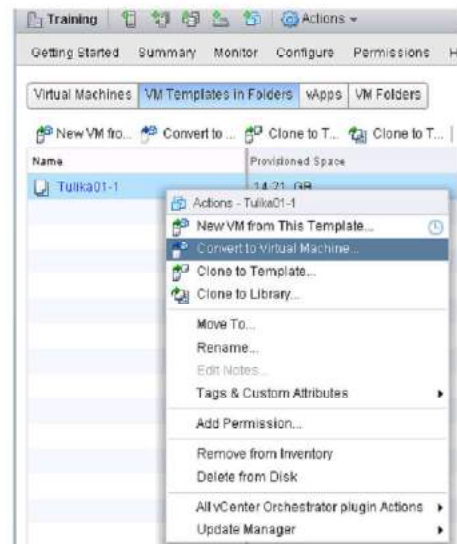 Training Actions
Getting Started Summary Monitor Configure Permissions H
Virtual Machines VM Templates in Folders vApps VM Folders
New VM fro... Convert to ... Clone to T... Clone to T...
Name Provisioned Space
Tulika01-1 14.21 GB
Actions - Tulika01-1
New VM from This Template...
Convert to Virtual Machine...
Clone to Template...
Clone to Library...
Move To...
Rename...
Edit Notes...
Tags & Custom Attributes
Add Permission...
Remove from Inventory
Delete from Disk
All vCenter Orchestrator plugin Actions
Update Manager